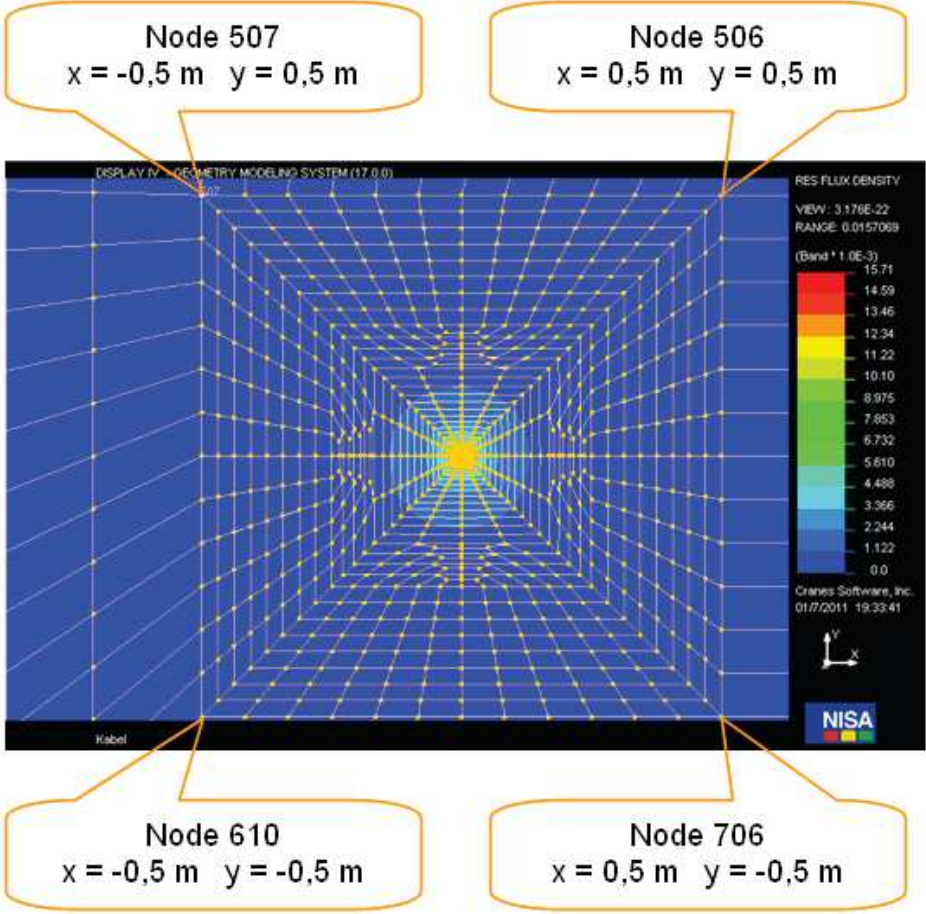 Node 507
x = -0,5 m y = 0,5 m
Node 506
x = 0,5 m y = 0,5 m
DISPLAY IV - GEOMETRY MODELING SYSTEM (17.0.0)
507
RES FLUX DENSITY
VIEW : 3.176E-22
RANGE: 0.0157069
(Band * 1.0E-3)
15.71
14.59
13.46
12.34
11.22
10.10
8.975
7.853
6.732
5.610
4.488
3.366
2.244
1.122
0.0
Cranes Software, Inc.
01/7/2011 19:33:41
Y
X
NISA
Kabel
Node 610
x = -0,5 m y = -0,5 m
Node 706
x = 0,5 m y = -0,5 m